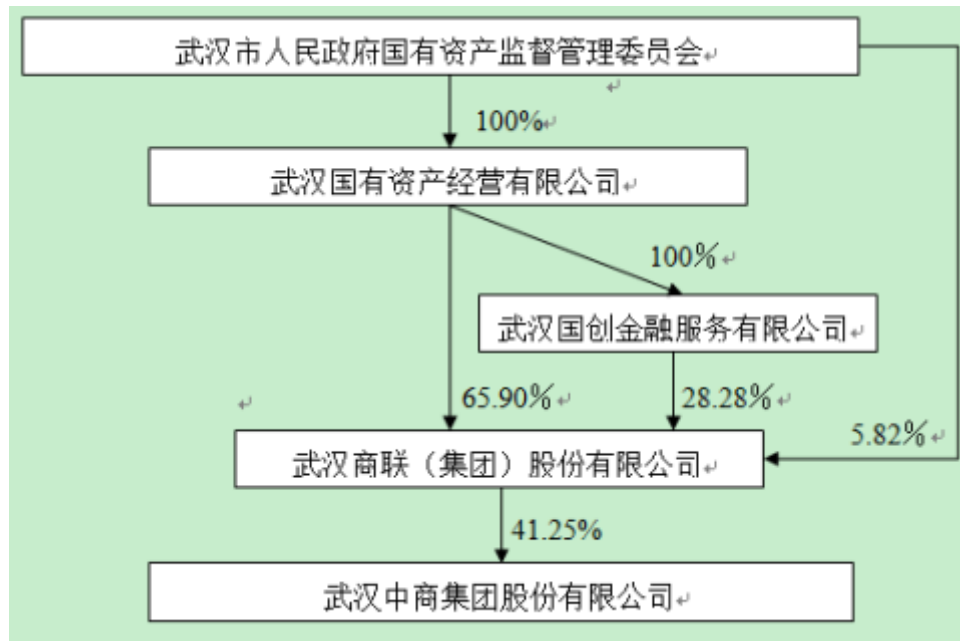 武汉市人民政府国有资产监督管理委员会
100%
武汉国有资产经营有限公司
100%
武汉国创金融服务有限公司
65.90%
28.28%
5.82%
武汉商联（集团）股份有限公司
41.25%
武汉中商集团股份有限公司